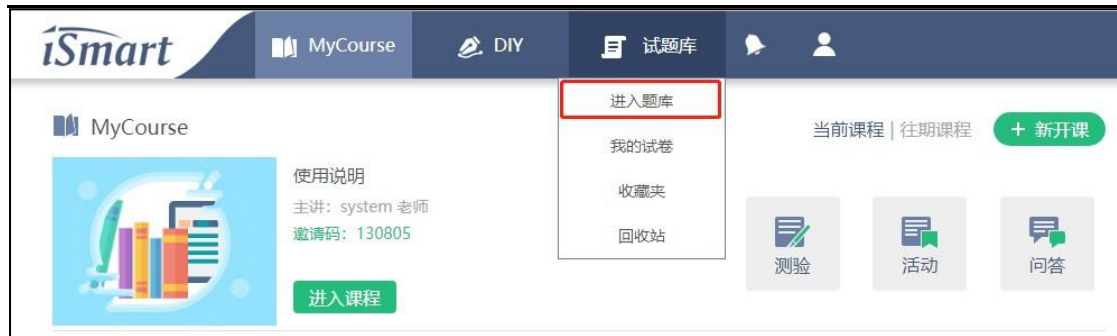 iSmart
MyCourse
DIY
试题库
进入题库
我的试卷
收藏夹
回收站
MyCourse
当前课程 | 往期课程
+ 新开课
使用说明
主讲：system 老师
邀请码：130805
进入课程
测验
活动
问答